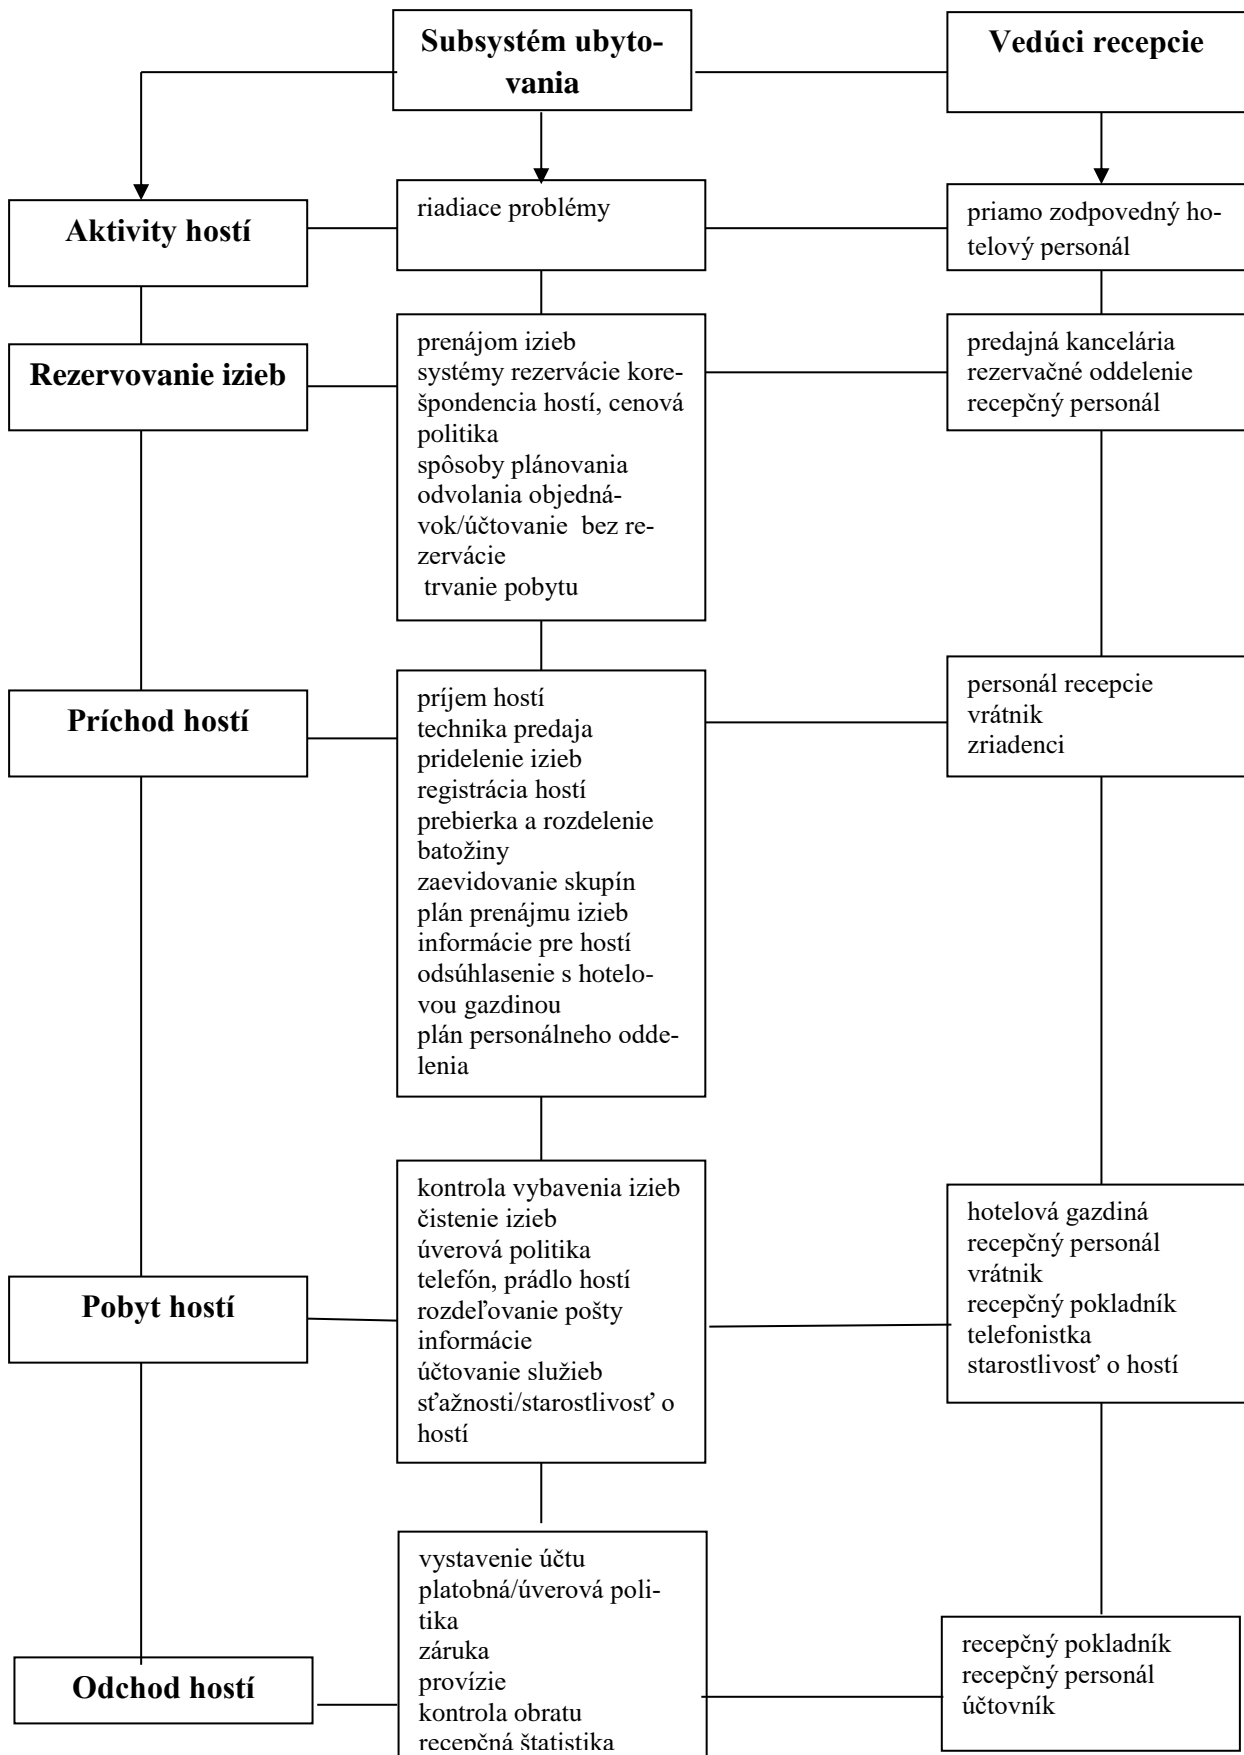 Subsystém ubyto-
vania
Vedúci recepcie
Aktivity hostí
riadiace problémy
priamo zodpovedný ho-
telový personál
Rezervovanie izieb
prenájom izieb
systémy rezervácie kore-
špondencia hostí, cenová
politika
spôsoby plánovania
odvolania objedná-
vok/účtovanie  bez re-
zervácie
trvanie pobytu
predajná kancelária
rezervačné oddelenie
recepčný personál
Príchod hostí
príjem hostí
technika predaja
pridelenie izieb
registrácia hostí
prebierka a rozdelenie
batožiny
zaevidovanie skupín
plán prenájmu izieb
informácie pre hostí
odsúhlasenie s hotelo-
vou gazdinou
plán personálneho odde-
lenia
personál recepcie
vrátnik
zriadenci
Pobyt hostí
kontrola vybavenia izieb
čistenie izieb
úverová politika
telefón, prádlo hostí
rozdeľovanie pošty
informácie
účtovanie služieb
sťažnosti/starostlivosť o
hostí
hotelová gazdiná
recepčný personál
vrátnik
recepčný pokladník
telefonistka
starostlivosť o hostí
Odchod hostí
vystavenie účtu
platobná/úverová poli-
tika
záruka
provízie
kontrola obratu
recepčná štatistika
recepčný pokladník
recepčný personál
účtovník